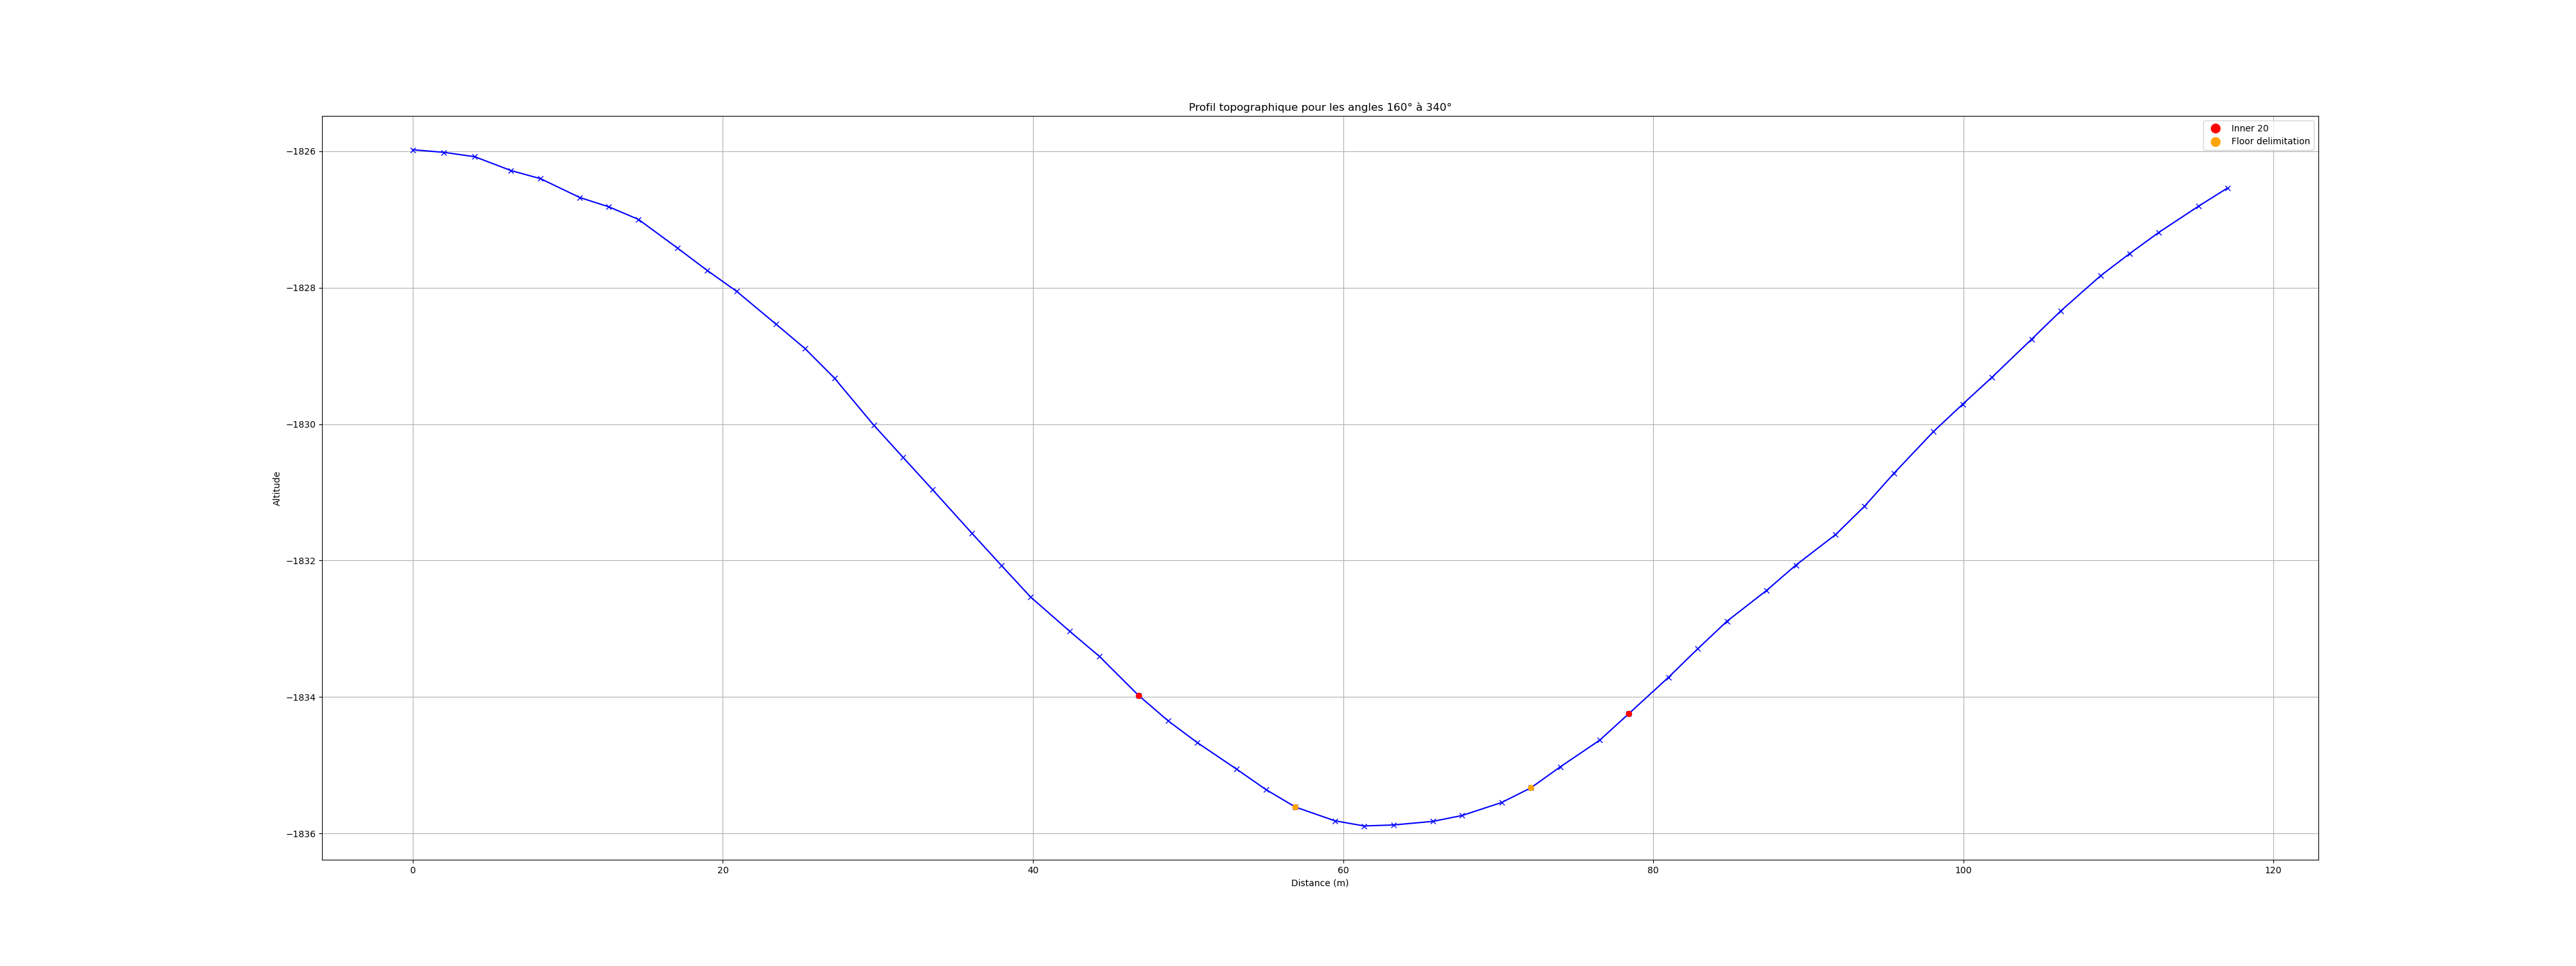 Profil topographique pour les angles 160° à 340°
Inner 20
Floor delimitation
Altitude
−1826
−1828
−1830
−1832
−1834
−1836
0 20 40 60 80 100 120
Distance (m)